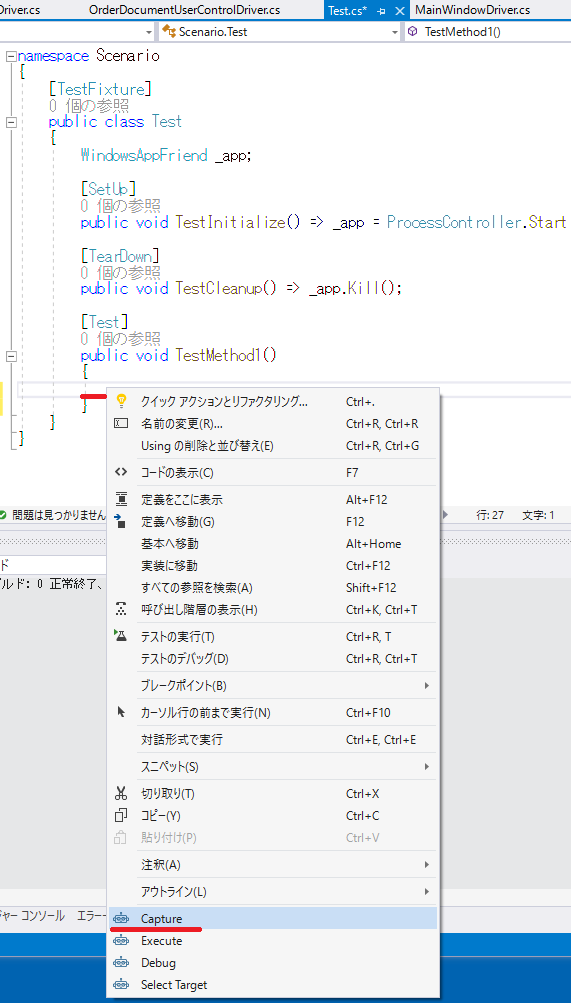 Driver.cs
OrderDocumentUserControlDriver.cs
Test.cs*
MainWindowDriver.cs
Scenario.Test
TestMethod1()
namespace Scenario
{
[TestFixture]
0 個の参照
public class Test
{
WindowsAppFriend _app;
[SetUp]
0 個の参照
public void TestInitialize() => _app = ProcessController.Start
[TearDown]
0 個の参照
public void TestCleanup() => _app.Kill();
[Test]
0 個の参照
public void TestMethod1()
{
}
}
}
クイック アクションとリファクタリング... Ctrl+.
名前の変更(R)... Ctrl+R, Ctrl+R
Using の削除と並び替え(E) Ctrl+R, Ctrl+G
コードの表示(C) F7
定義をここに表示 Alt+F12
定義へ移動(G) F12
基本へ移動 Alt+Home
実装に移動 Ctrl+F12
すべての参照を検索(A) Shift+F12
呼び出し階層の表示(H) Ctrl+K, Ctrl+T
テストの実行(T) Ctrl+R, T
テストのデバッグ(D) Ctrl+R, Ctrl+T
ブレークポイント(B)
カーソル行の前まで実行(N) Ctrl+F10
対話形式で実行 Ctrl+E, Ctrl+E
スニペット(S)
切り取り(T) Ctrl+X
コピー(Y) Ctrl+C
貼り付け(P) Ctrl+V
注釈(A)
アウトライン(L)
Capture
Execute
Debug
Select Target
問題は見つかりません
行: 27 文字: 1
ド
ルド: 0 正常終了、
ジャー コンソール エラー